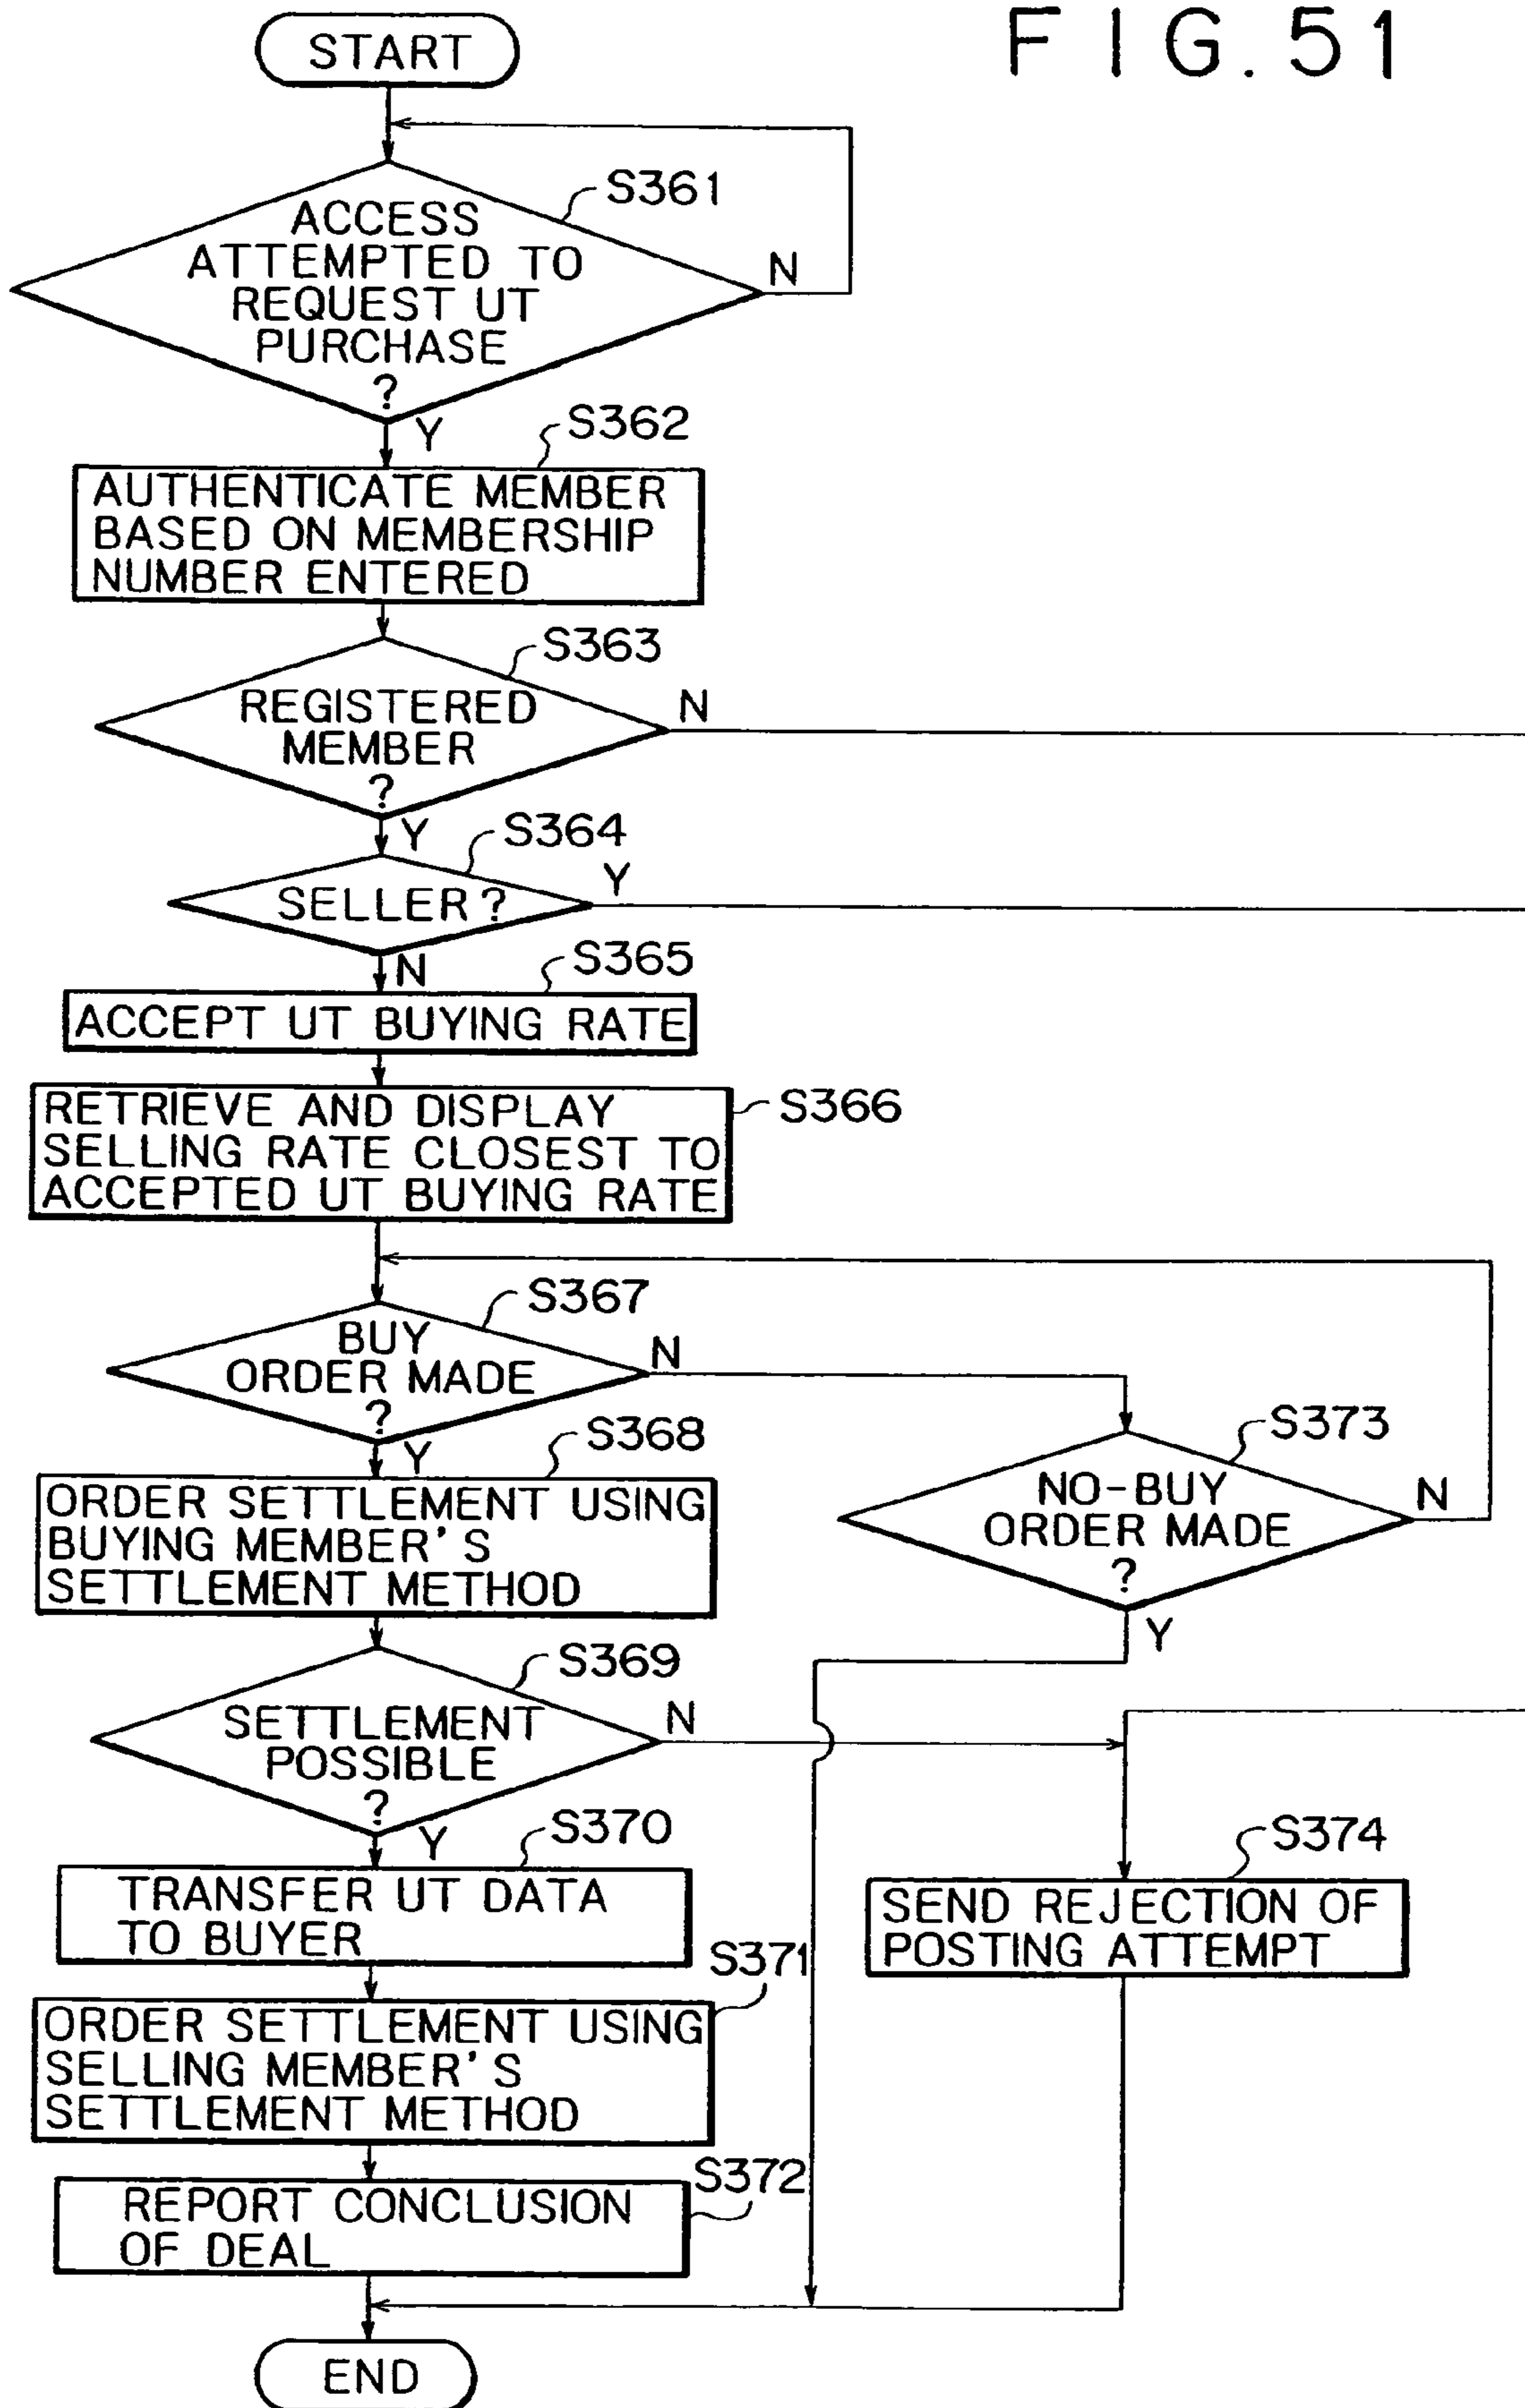 FIG. 51
START
S361
ACCESS
ATTEMPTED TO
REQUEST UT
PURCHASE
?
N
Y
S362
AUTHENTICATE MEMBER
BASED ON MEMBERSHIP
NUMBER ENTERED
S363
REGISTERED
MEMBER
?
N
Y
S364
SELLER ?
Y
N
S365
ACCEPT UT BUYING RATE
S366
RETRIEVE AND DISPLAY
SELLING RATE CLOSEST TO
ACCEPTED UT BUYING RATE
S367
BUY
ORDER MADE
?
N
Y
S373
NO-BUY
ORDER MADE
?
N
Y
S368
ORDER SETTLEMENT USING
BUYING MEMBER'S
SETTLEMENT METHOD
S369
SETTLEMENT
POSSIBLE
?
N
Y
S370
TRANSFER UT DATA
TO BUYER
S374
SEND REJECTION OF
POSTING ATTEMPT
S371
ORDER SETTLEMENT USING
SELLING MEMBER'S
SETTLEMENT METHOD
S372
REPORT CONCLUSION
OF DEAL
END